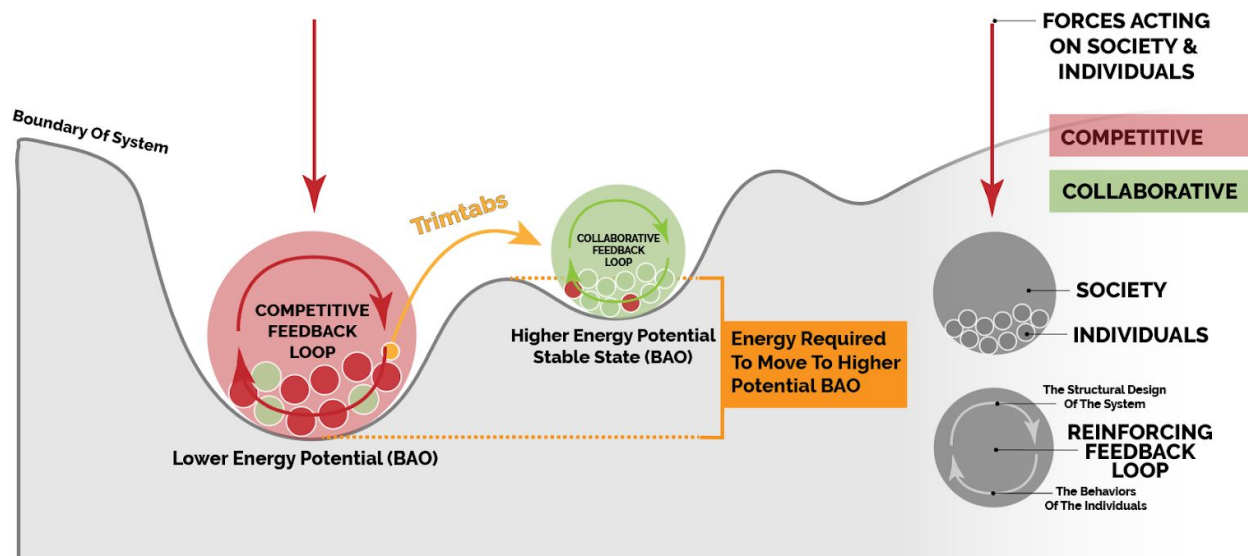 Boundary Of System
COMPETITIVE
FEEDBACK
LOOP
Lower Energy Potential (BAO)
Trimtabs
COLLABORATIVE
FEEDBACK
LOOP
Higher Energy Potential
Stable State (BAO)
Energy Required
To Move To Higher
Potential BAO
FORCES ACTING
ON SOCIETY &
INDIVIDUALS
COMPETITIVE
COLLABORATIVE
SOCIETY
INDIVIDUALS
The Structural Design
Of The System
REINFORCING
FEEDBACK
LOOP
The Behaviors
Of The Individuals